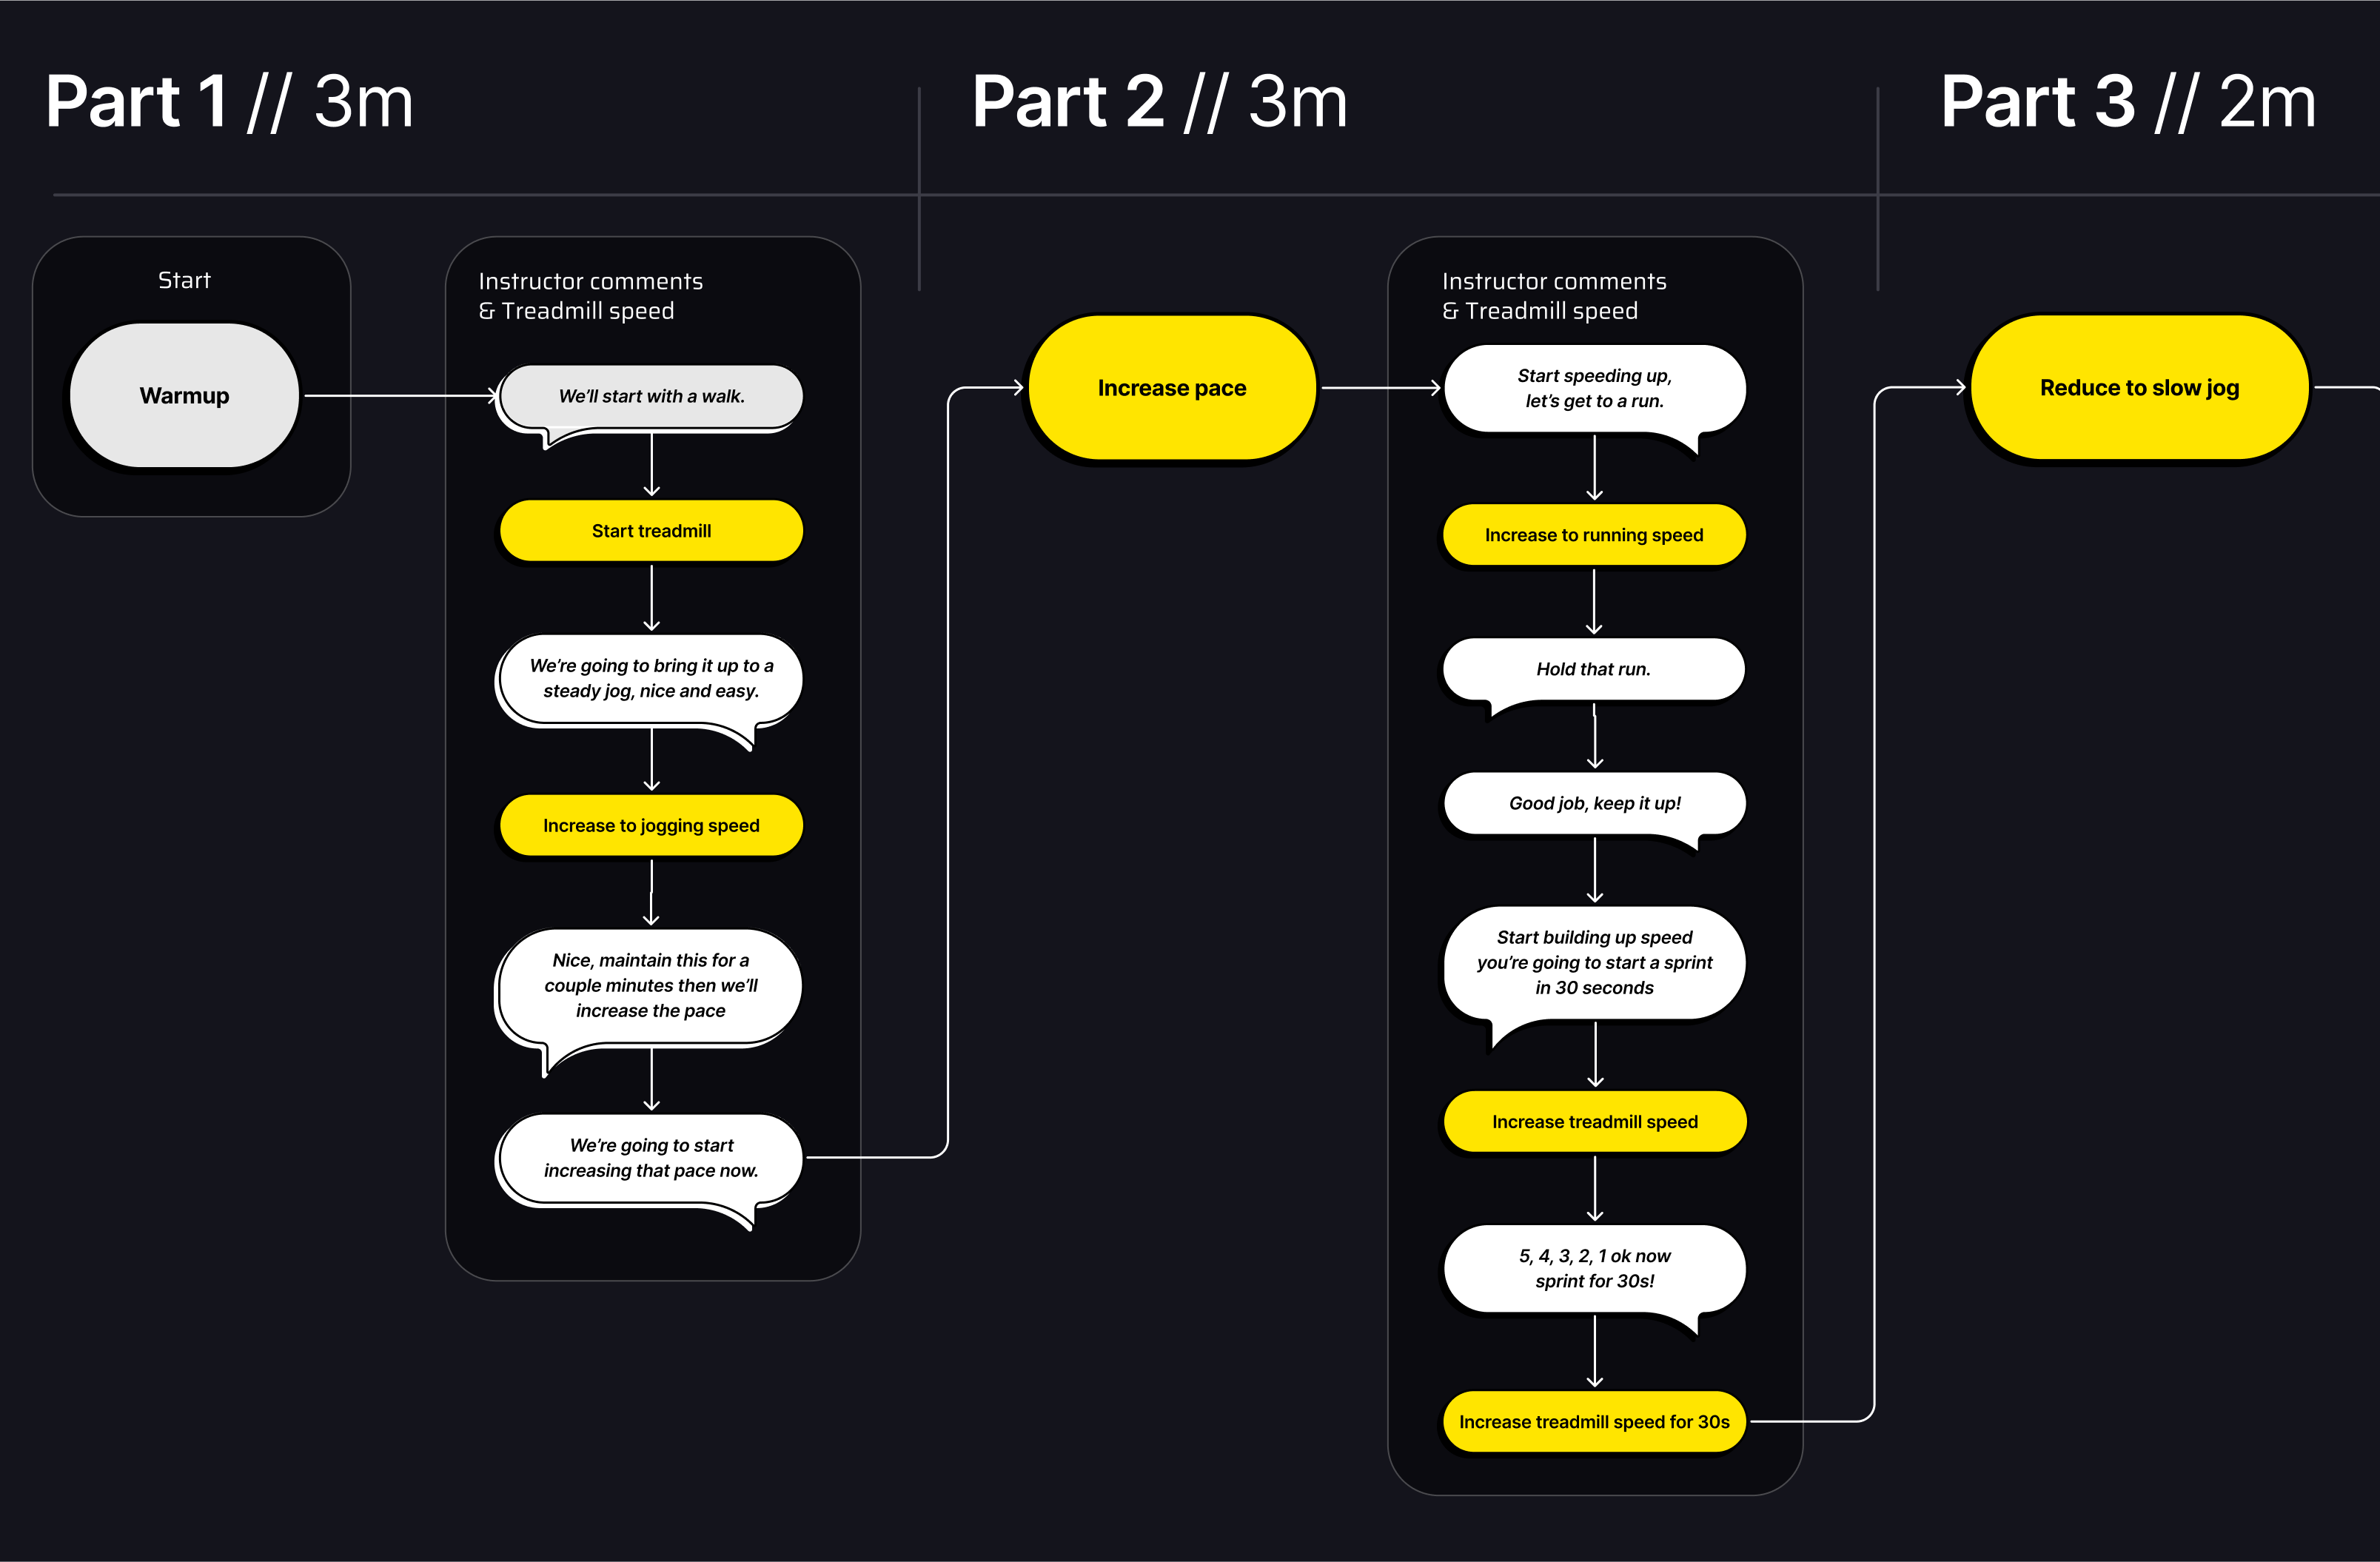 Part 1 // 3m
Part 2 // 3m
Part 3 // 2m
Start
Warmup
Instructor comments
& Treadmill speed
We’ll start with a walk.
Start treadmill
We’re going to bring it up to a
steady jog, nice and easy.
Increase to jogging speed
Nice, maintain this for a
couple minutes then we’ll
increase the pace
We’re going to start
increasing that pace now.
Increase pace
Instructor comments
& Treadmill speed
Start speeding up,
let’s get to a run.
Increase to running speed
Hold that run.
Good job, keep it up!
Start building up speed
you’re going to start a sprint
in 30 seconds
Increase treadmill speed
5, 4, 3, 2, 1 ok now
sprint for 30s!
Increase treadmill speed for 30s
Reduce to slow jog